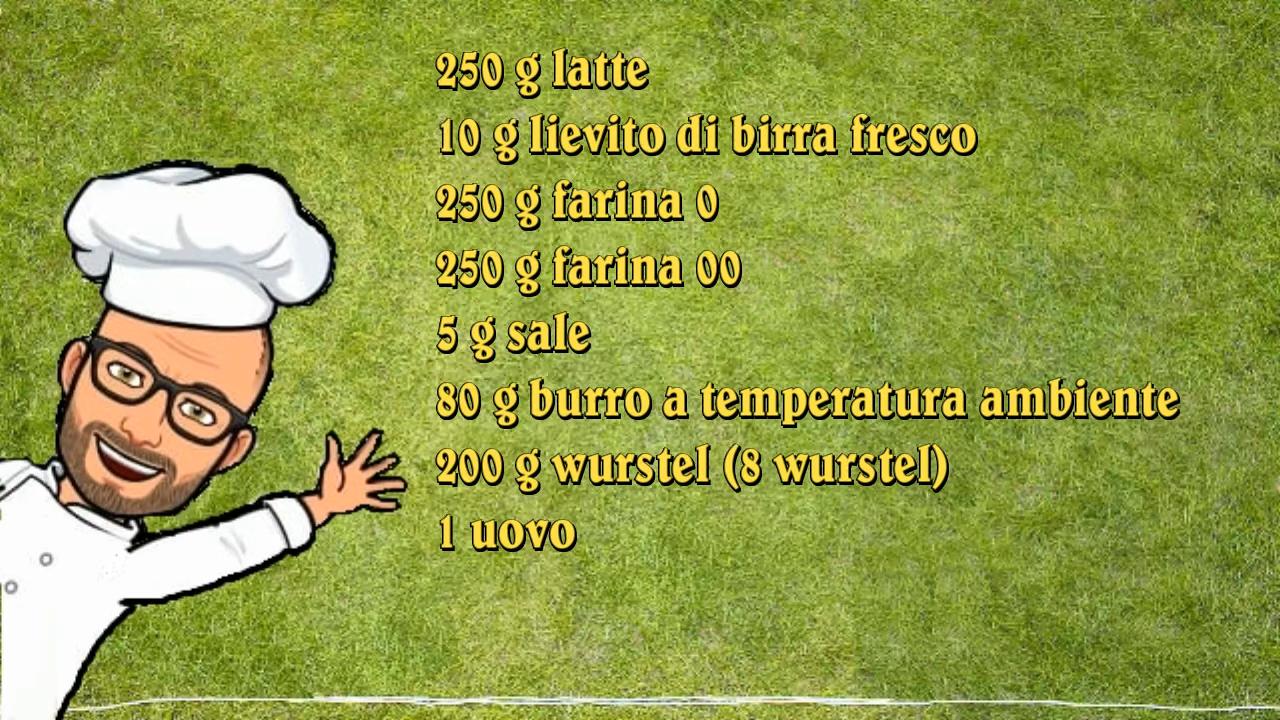 250 g latte
10 g lievito di birra fresco
250 g farina 0
250 g farina 00
5 g sale
80 g burro a temperatura ambiente
200 g wurstel (8 wurstel)
1 uovo